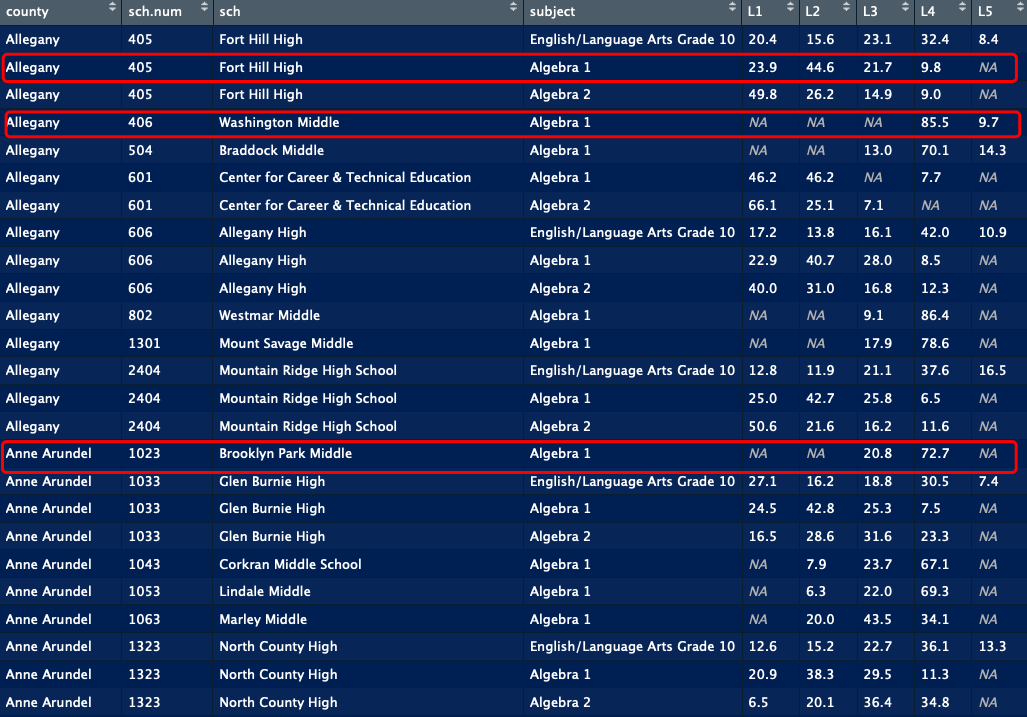 county sch.num sch subject L1 L2 L3 L4 L5
Allegany 405 Fort Hill High English/Language Arts Grade 10 20.4 15.6 23.1 32.4 8.4
Allegany 405 Fort Hill High Algebra 1 23.9 44.6 21.7 9.8 NA
Allegany 405 Fort Hill High Algebra 2 49.8 26.2 14.9 9.0 NA
Allegany 406 Washington Middle Algebra 1 NA NA NA 85.5 9.7
Allegany 504 Braddock Middle Algebra 1 NA NA 13.0 70.1 14.3
Allegany 601 Center for Career & Technical Education Algebra 1 46.2 46.2 NA 7.7 NA
Allegany 601 Center for Career & Technical Education Algebra 2 66.1 25.1 7.1 NA NA
Allegany 606 Allegany High English/Language Arts Grade 10 17.2 13.8 16.1 42.0 10.9
Allegany 606 Allegany High Algebra 1 22.9 40.7 28.0 8.5 NA
Allegany 606 Allegany High Algebra 2 40.0 31.0 16.8 12.3 NA
Allegany 802 Westmar Middle Algebra 1 NA NA 9.1 86.4 NA
Allegany 1301 Mount Savage Middle Algebra 1 NA NA 17.9 78.6 NA
Allegany 2404 Mountain Ridge High School English/Language Arts Grade 10 12.8 11.9 21.1 37.6 16.5
Allegany 2404 Mountain Ridge High School Algebra 1 25.0 42.7 25.8 6.5 NA
Allegany 2404 Mountain Ridge High School Algebra 2 50.6 21.6 16.2 11.6 NA
Anne Arundel 1023 Brooklyn Park Middle Algebra 1 NA NA 20.8 72.7 NA
Anne Arundel 1033 Glen Burnie High English/Language Arts Grade 10 27.1 16.2 18.8 30.5 7.4
Anne Arundel 1033 Glen Burnie High Algebra 1 24.5 42.8 25.3 7.5 NA
Anne Arundel 1033 Glen Burnie High Algebra 2 16.5 28.6 31.6 23.3 NA
Anne Arundel 1043 Corkran Middle School Algebra 1 NA 7.9 23.7 67.1 NA
Anne Arundel 1053 Lindale Middle Algebra 1 NA 6.3 22.0 69.3 NA
Anne Arundel 1063 Marley Middle Algebra 1 NA 20.0 43.5 34.1 NA
Anne Arundel 1323 North County High English/Language Arts Grade 10 12.6 15.2 22.7 36.1 13.3
Anne Arundel 1323 North County High Algebra 1 20.9 38.3 29.5 11.3 NA
Anne Arundel 1323 North County High Algebra 2 6.5 20.1 36.4 34.8 NA